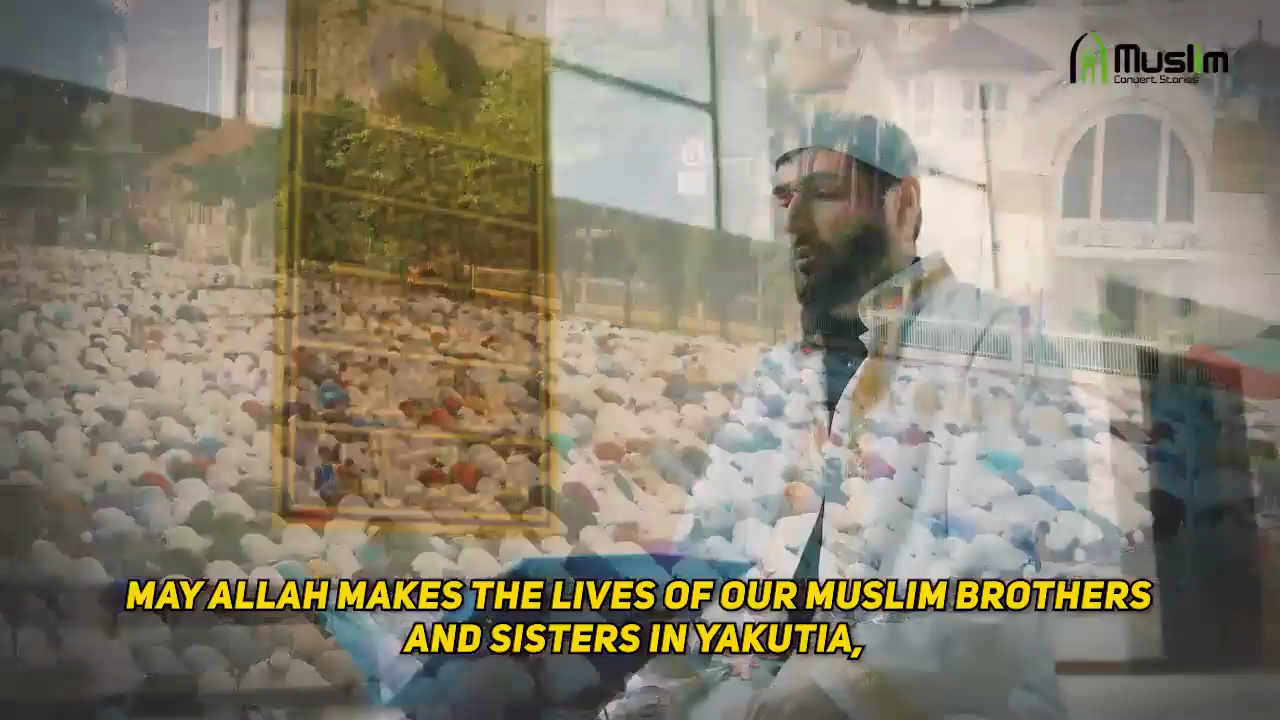 Muslim
Convert Stories
MAY ALLAH MAKES THE LIVES OF OUR MUSLIM BROTHERS
AND SISTERS IN YAKUTIA,